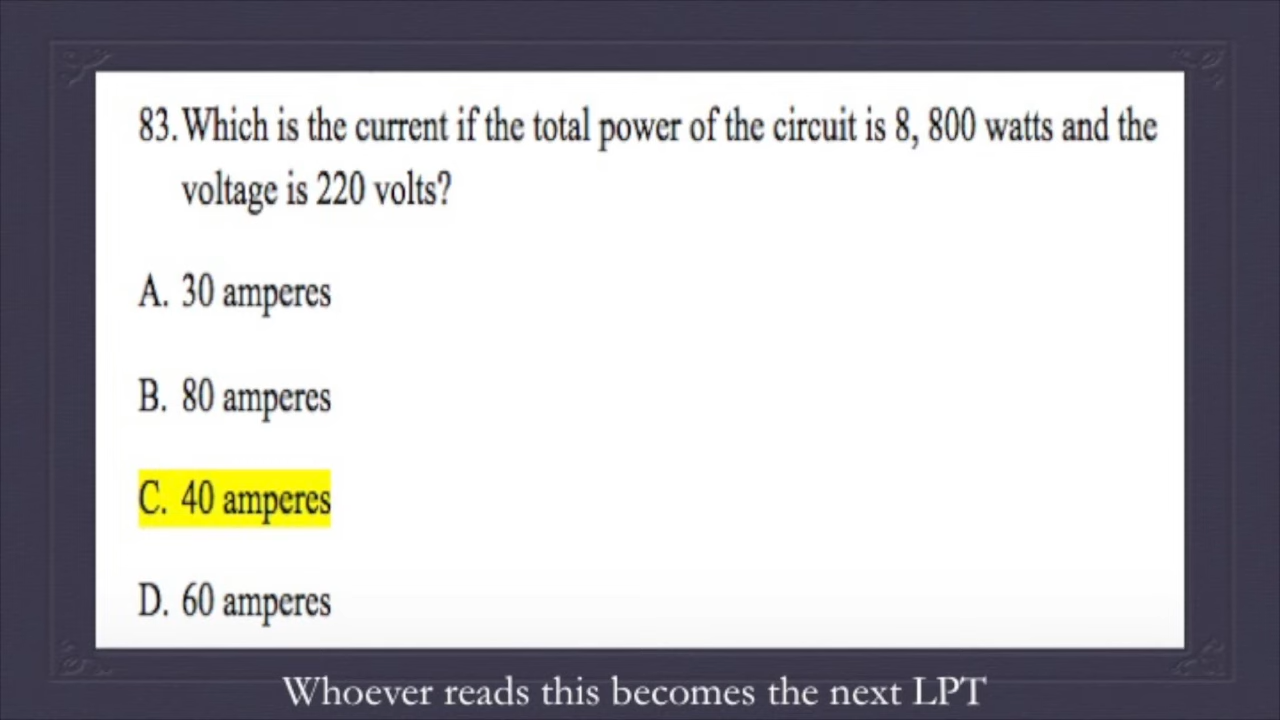 83. Which is the current if the total power of the circuit is 8, 800 watts and the
voltage is 220 volts?
A. 30 amperes
B. 80 amperes
C. 40 amperes
D. 60 amperes
Whoever reads this becomes the next LPT